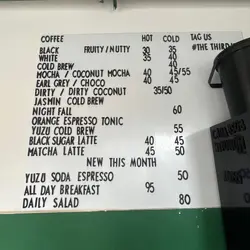 COFFEE HOT COLD TAG US
BLACK FRUITY/NUTTY 30 35 #THE THIRD
WHITE 35 40
COLD BREW 40
MOCHA / COCONUT MOCHA 40 45/55
EARL GREY / CHOCO 40 45
DIRTY / DIRTY COCONUT 35/50
JASMIN COLD BREW
NIGHT FALL 60
ORANGE ESPRESSO TONIC
YUZU COLD BREW 55
BLACK SUGAR LATTE 40 45
MATCHA LATTE 45 50
NEW THIS MONTH
YUZU SODA ESPRESSO 50
ALL DAY BREAKFAST 95
DAILY SALAD 80